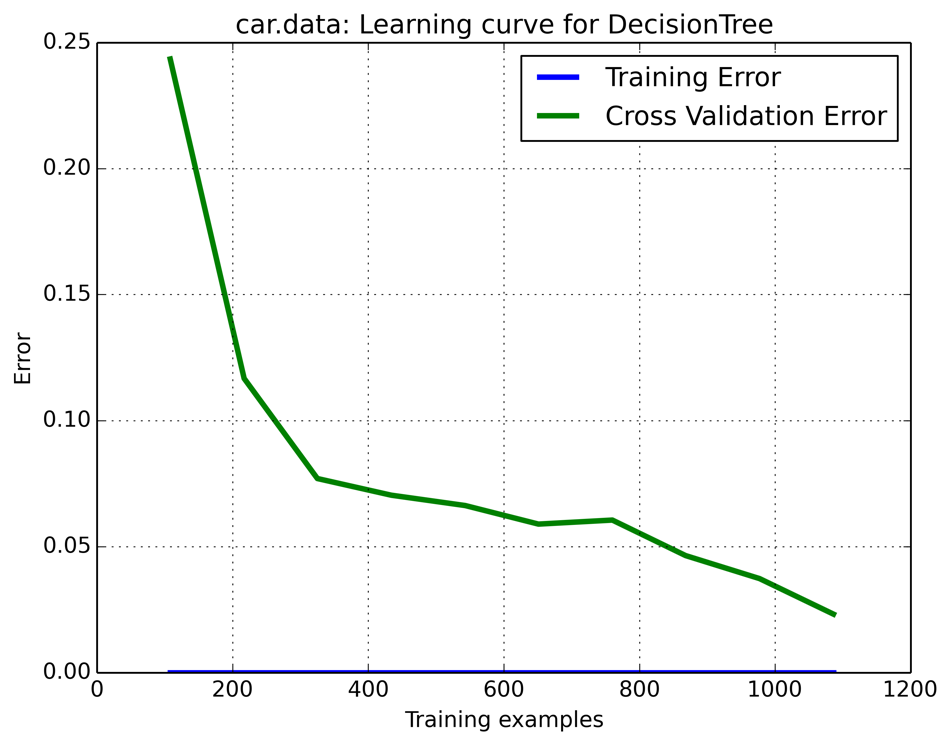 car.data: Learning curve for DecisionTree
Training Error
Cross Validation Error
0.25
0.20
0.15
0.10
0.05
0.00
Error
0 200 400 600 800 1000 1200
Training examples